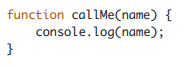 function callMe(name) {
    console.log(name);
}